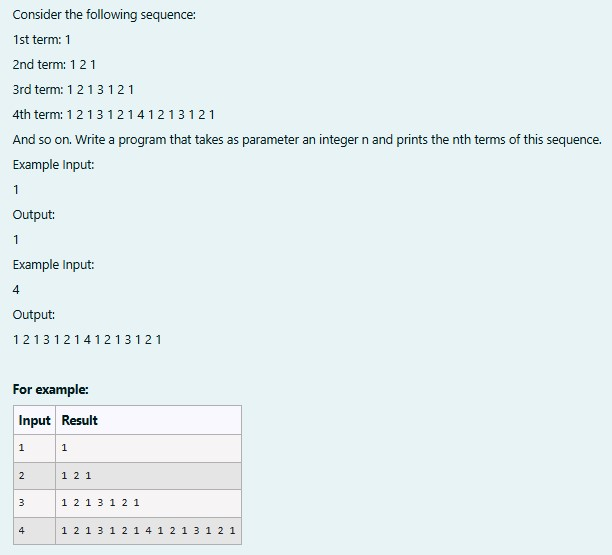 Consider the following sequence:
1st term: 1
2nd term: 1 2 1
3rd term: 1 2 1 3 1 2 1
4th term: 1 2 1 3 1 2 1 4 1 2 1 3 1 2 1
And so on. Write a program that takes as parameter an integer n and prints the nth terms of this sequence.
Example Input:
1
Output:
1
Example Input:
4
Output:
1 2 1 3 1 2 1 4 1 2 1 3 1 2 1
For example:
Input Result
1 1
2 1 2 1
3 1 2 1 3 1 2 1
4 1 2 1 3 1 2 1 4 1 2 1 3 1 2 1